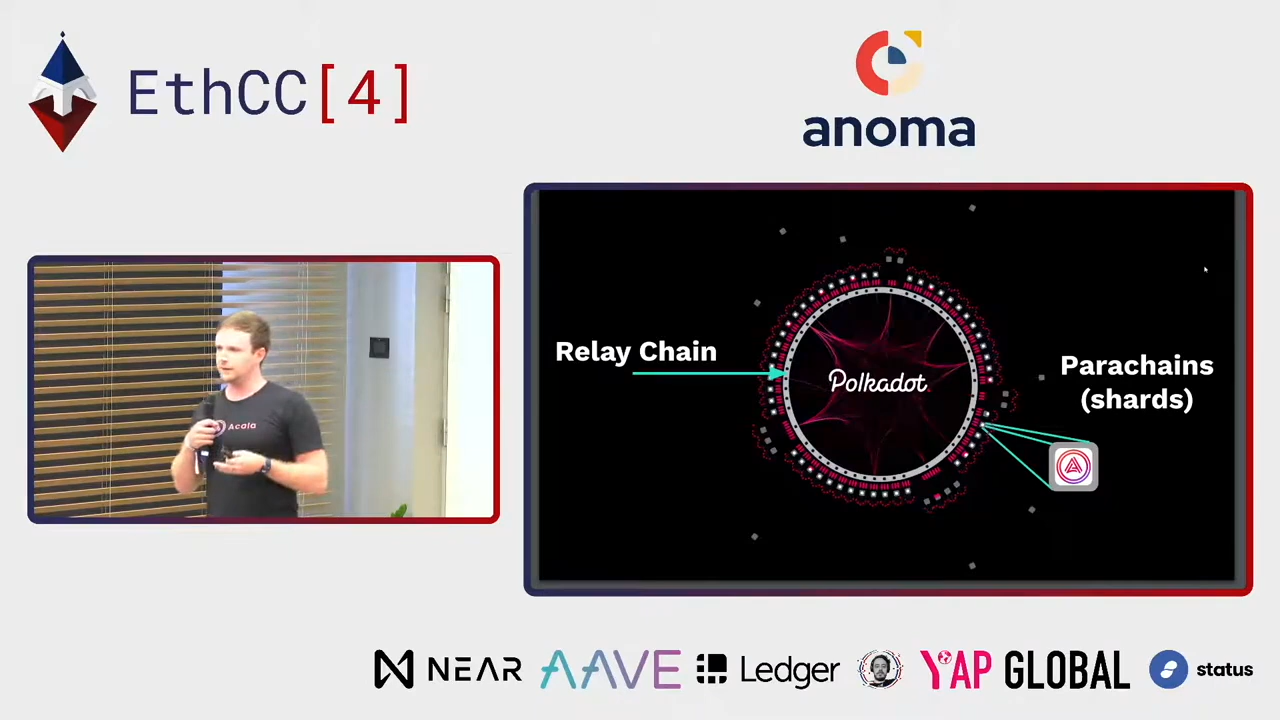 EthCC[4]
anoma
Acala
Relay Chain
Polkadot
Parachains
(shards)
NEAR
AAVE
Ledger
YAP GLOBAL
status